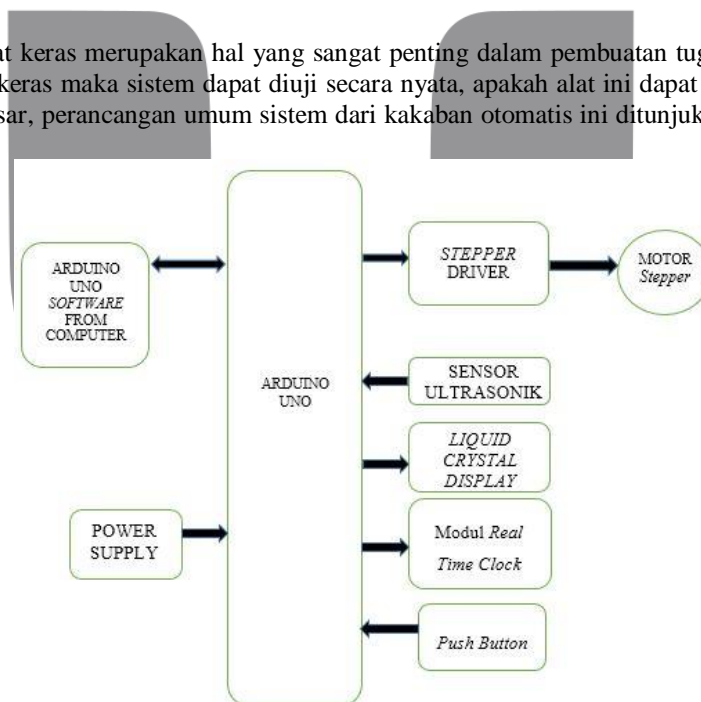 at keras merupakan hal yang sangat penting dalam pembuatan tug
keras maka sistem dapat diuji secara nyata, apakah alat ini dapat
sar, perancangan umum sistem dari kakaban otomatis ini ditunjuk
ARDUINO
UNO
SOFTWARE
FROM
COMPUTER
POWER
SUPPLY
ARDUINO
UNO
STEPPER
DRIVER
MOTOR
Stepper
SENSOR
ULTRASONIK
LIQUID
CRYSTAL
DISPLAY
Modul Real
Time Clock
Push Button